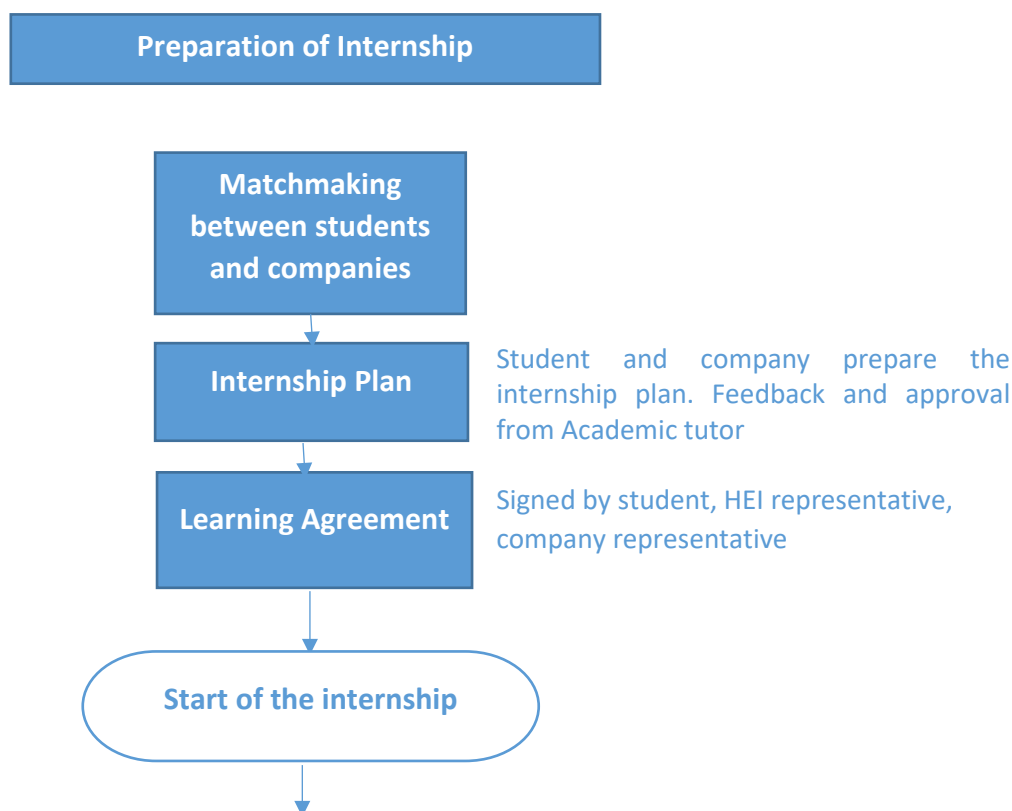 Preparation of Internship
Matchmaking
between students
and companies
Internship Plan
Student and company prepare the
internship plan. Feedback and approval
from Academic tutor
Learning Agreement
Signed by student, HEI representative,
company representative
Start of the internship